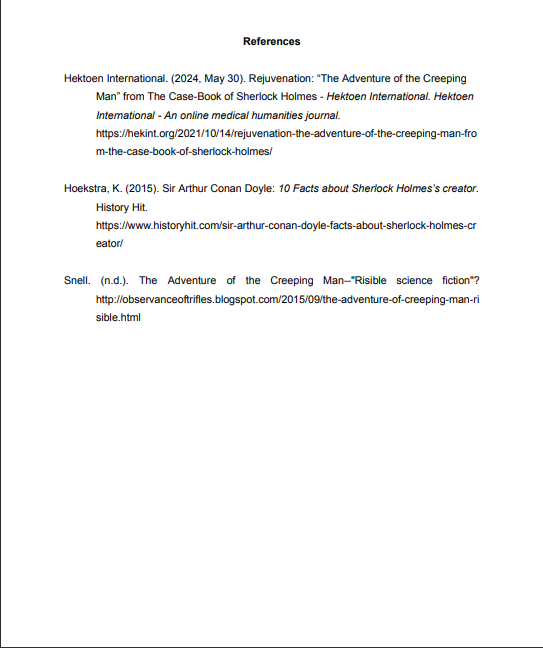 References
Hektoen International. (2024, May 30). Rejuvenation: “The Adventure of the Creeping
Man” from The Case-Book of Sherlock Holmes - Hektoen International. Hektoen
International - An online medical humanities journal.
https://hekint.org/2021/10/14/rejuvenation-the-adventure-of-the-creeping-man-fro
m-the-case-book-of-sherlock-holmes/
Hoekstra, K. (2015). Sir Arthur Conan Doyle: 10 Facts about Sherlock Holmes’s creator.
History Hit.
https://www.historyhit.com/sir-arthur-conan-doyle-facts-about-sherlock-holmes-cr
eator/
Snell. (n.d.). The Adventure of the Creeping Man--"Risible science fiction"?
http://observanceoftrifles.blogspot.com/2015/09/the-adventure-of-creeping-man-ri
sible.html